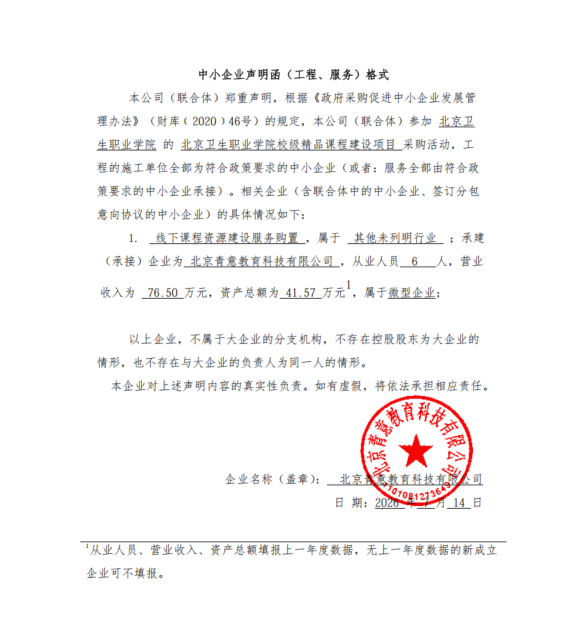 中小企业声明函（工程、服务）格式
本公司（联合体）郑重声明，根据《政府采购促进中小企业发展管
理办法》（财库﹝2020﹞46号）的规定，本公司（联合体）参加 北京卫
生职业学院 的 北京卫生职业学院校级精品课程建设项目 采购活动，工
程的施工单位全部为符合政策要求的中小企业（或者：服务全部由符合政
策要求的中小企业承接）。相关企业（含联合体中的中小企业、签订分包
意向协议的中小企业）的具体情况如下：
1. 线下课程资源建设服务购置 ，属于 其他未列明行业 ；承建
（承接）企业为 北京青意教育科技有限公司 ，从业人员 6 人，营业
收入为 76.50 万元，资产总额为 41.57 万元1，属于微型企业；
以上企业，不属于大企业的分支机构，不存在控股股东为大企业的
情形，也不存在与大企业的负责人为同一人的情形。
本企业对上述声明内容的真实性负责。如有虚假，将依法承担相应责任。
北京青意教育科技有限公司
企业名称（盖章）： 北京青意教育科技有限公司
日 期：2026 年 7 月 14 日
1从业人员、营业收入、资产总额填报上一年度数据，无上一年度数据的新成立
企业可不填报。